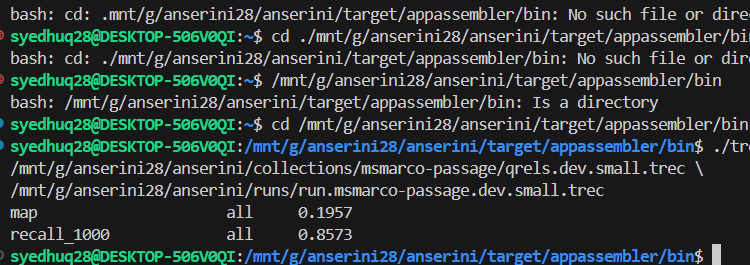 bash: cd: .mnt/g/anserini28/anserini/target/appassembler/bin: No such file or
syedhuq28@DESKTOP-506V0QI:~$ cd ./mnt/g/anserini28/anserini/target/appassembler/bin
bash: cd: ./mnt/g/anserini28/anserini/target/appassembler/bin: No such file or
syedhuq28@DESKTOP-506V0QI:~$ /mnt/g/anserini28/anserini/target/appassembler/bin
bash: /mnt/g/anserini28/anserini/target/appassembler/bin: Is a directory
syedhuq28@DESKTOP-506V0QI:~$ cd /mnt/g/anserini28/anserini/target/appassembler/bin
syedhuq28@DESKTOP-506V0QI:/mnt/g/anserini28/anserini/target/appassembler/bin$
/mnt/g/anserini28/anserini/collections/msmarco-passage/qrels.dev.small.trec \
/mnt/g/anserini28/anserini/runs/run.msmarco-passage.dev.small.trec
map all 0.1957
recall_1000 all 0.8573
syedhuq28@DESKTOP-506V0QI:/mnt/g/anserini28/anserini/target/appassembler/bin$